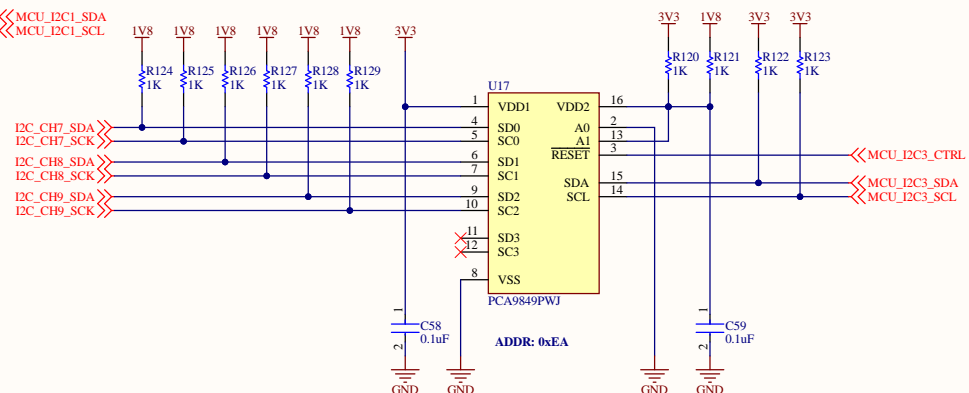 MCU_I2C1_SDA
MCU_I2C1_SCL
1V8 1V8 1V8 1V8 1V8 1V8 3V3 3V3 1V8 3V3 3V3
R124 R125 R126 R127 R128 R129 R120 R121 R122 R123
1K 1K 1K 1K 1K 1K 1K 1K 1K 1K
U17
1 VDD1 VDD2 16
I2C_CH7_SDA 4 SD0 A0 2
I2C_CH7_SCK 5 SC0 A1 13
RESET 3 MCU_I2C3_CTRL
I2C_CH8_SDA 6 SD1
I2C_CH8_SCK 7 SC1
SDA 15 MCU_I2C3_SDA
I2C_CH9_SDA 9 SD2 SCL 14 MCU_I2C3_SCL
I2C_CH9_SCK 10 SC2
11 SD3
12 SC3
8 VSS
PCA9849PWJ
1 C58 1 C59
2 0.1uF 2 0.1uF
ADDR: 0xEA
GND GND GND GND